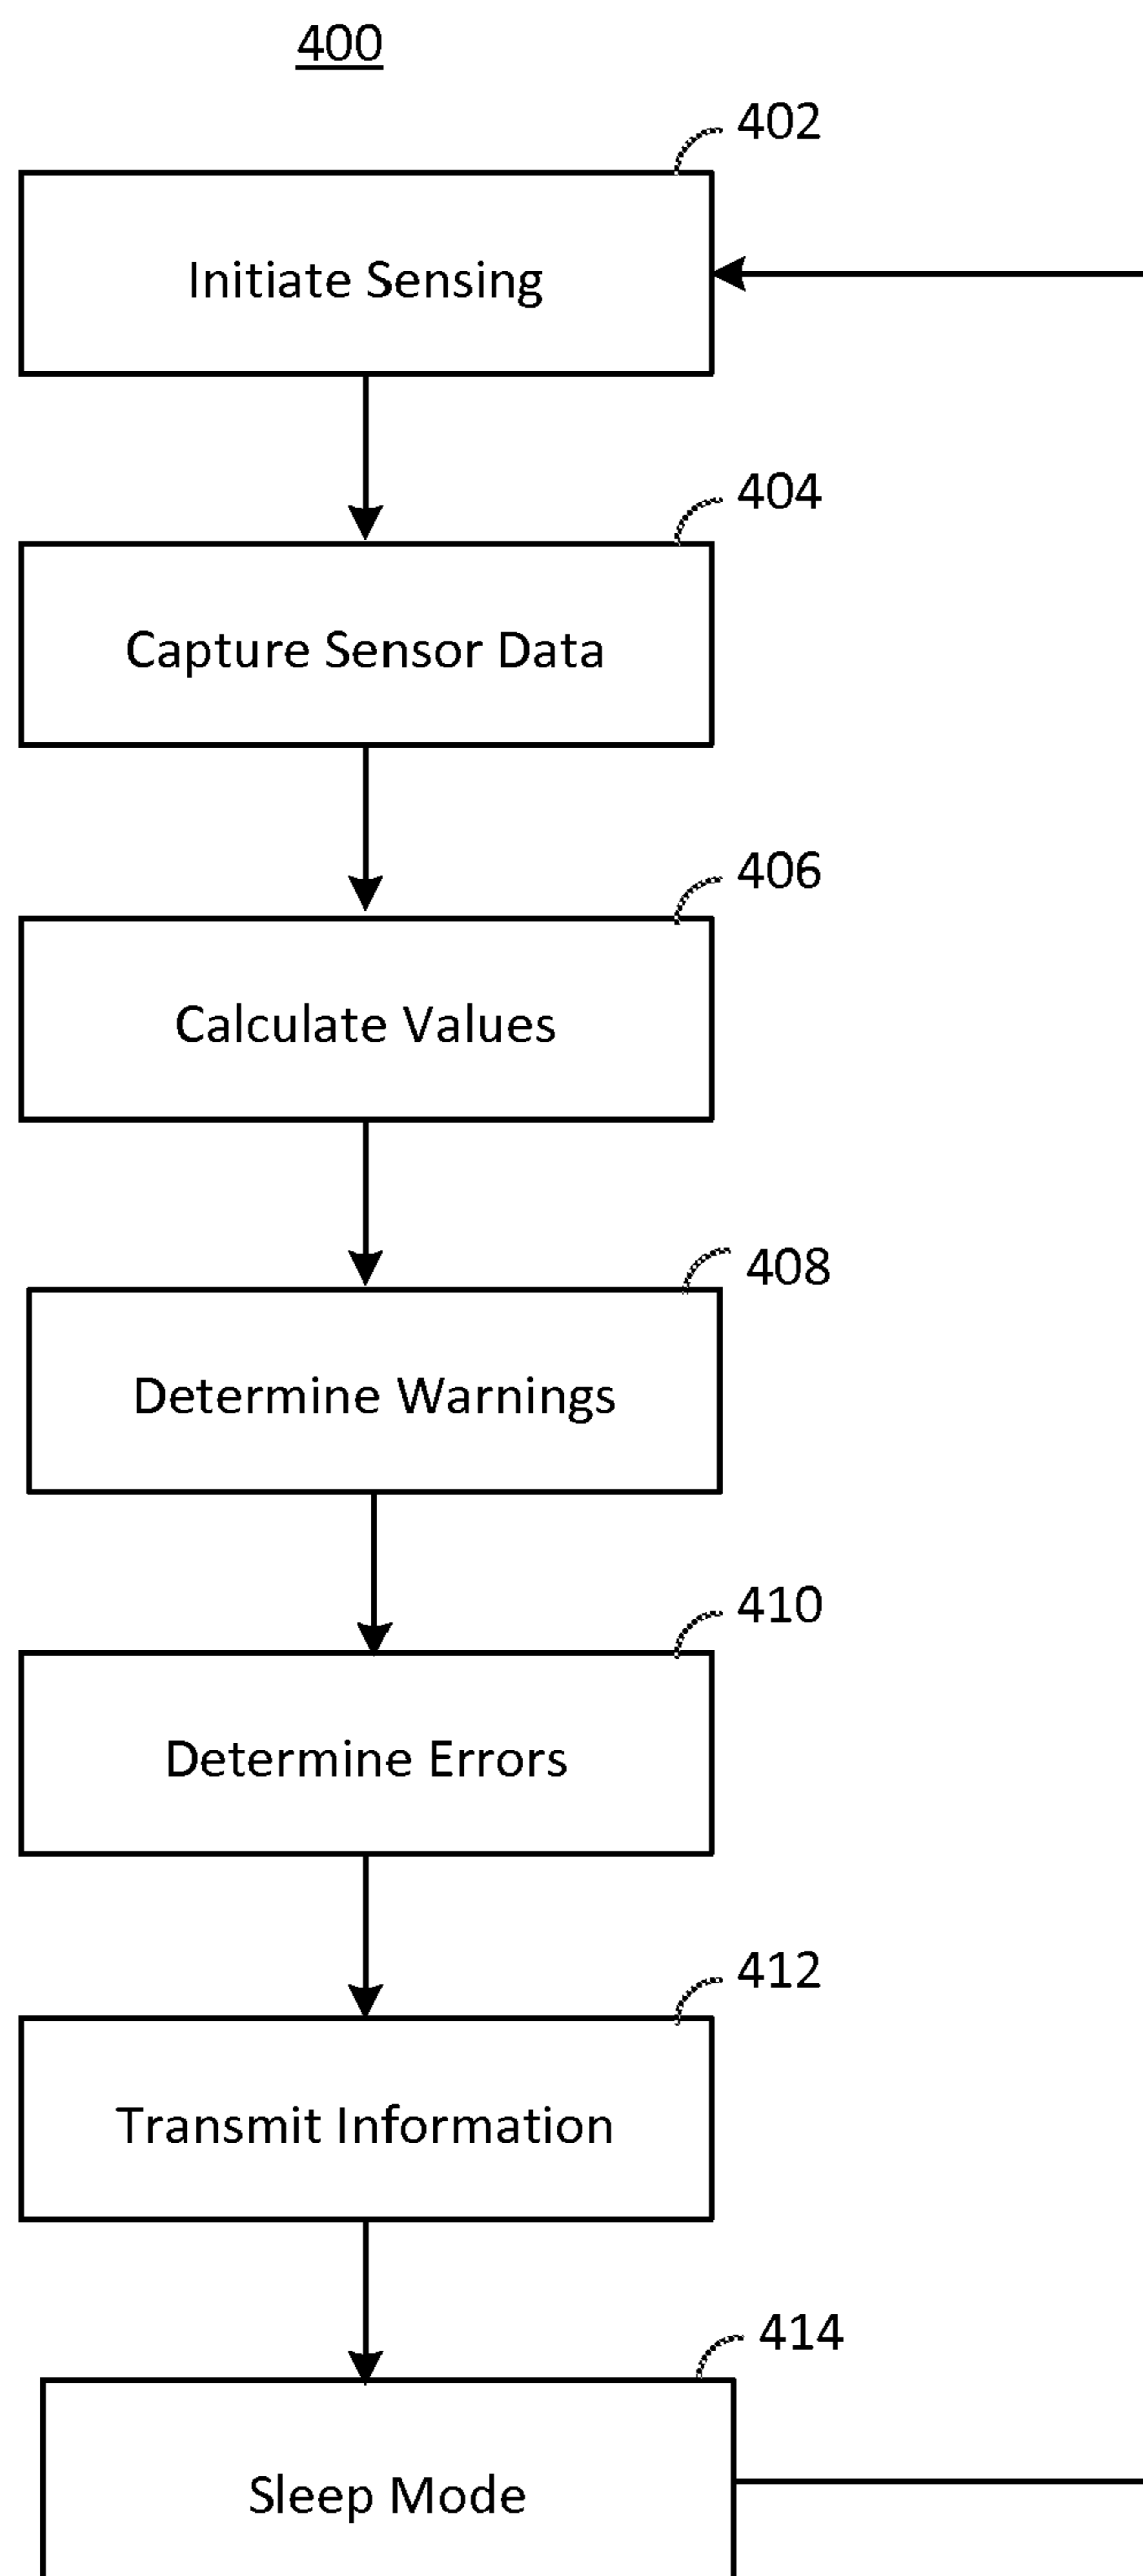 400
402
Initiate Sensing
404
Capture Sensor Data
406
Calculate Values
408
Determine Warnings
410
Determine Errors
412
Transmit Information
414
Sleep Mode